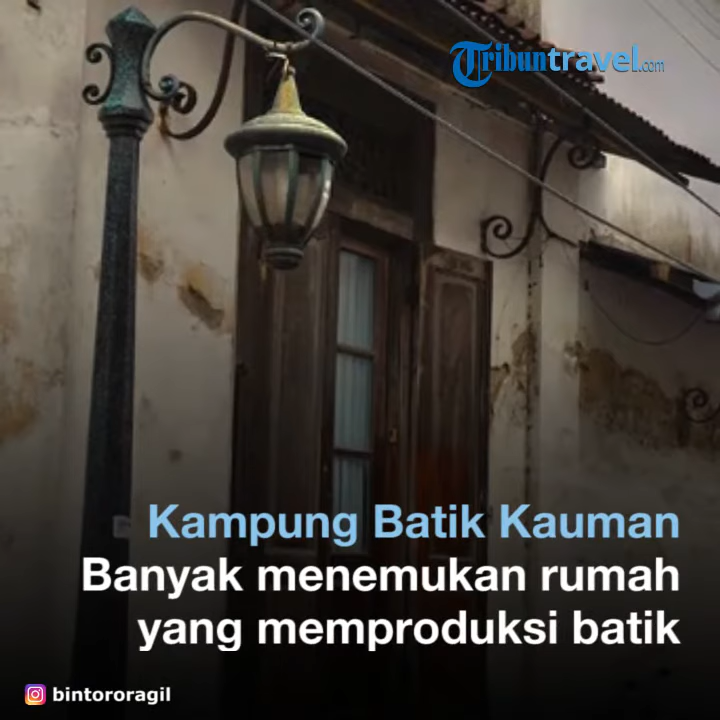 Tribuntravel.com
Kampung Batik Kauman
Banyak menemukan rumah
yang memproduksi batik
bintororagil